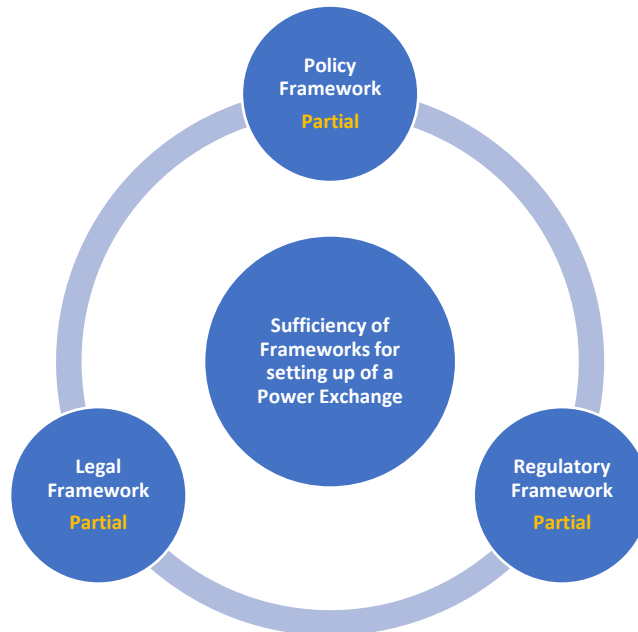 Policy
Framework
Partial
Sufficiency of
Frameworks for
setting up of a
Power Exchange
Legal
Framework
Partial
Regulatory
Framework
Partial